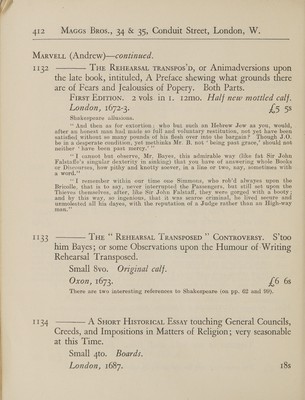 412 MAGGS BROS., 34 & 35, Conduit Street, London, W.
MARVELL (Andrew)—continued.
1132 ——— THE REHEARSAL TRANSPOS'D, or Animadversions upon
the late book, intituled, A Preface shewing what grounds there
are of Fears and Jealousies of Popery. Both Parts.
FIRST EDITION. 2 vols in 1. 12mo. Half new mottled calf.
London, 1672-3. £5 5s
Shakespeare allusions.
"And then as for extortion: who but such an Hebrew Jew as you, would,
after an honest man had made so full and voluntary restitution, not yet have been
satisfied without so many pounds of his flesh over into the bargain? Though J.O.
be in a desperate condition, yet methinks Mr. B. not 'being past grace,' should not
neither 'have been past mercy.'"
"I cannot but observe, Mr. Bayes, this admirable way (like fat Sir John
Falstaffe's singular dexterity in sinking) that you have of answering whole Books
or Discourses, how pithy and knotty soever, in a line or two, nay, sometimes with
a word."
"I remember within our time one Simmons, who rob'd alwayes upon the
Bricolle, that is to say, never interrupted the Passengers, but still set upon the
Thieves themselves, after, like Sir John Falstaff, they were gorged with a booty;
and by this way, so ingenious, that it was scarce criminal, he lived secure and
unmolested all his dayes, with the reputation of a Judge rather than an High-way
man."
1133 ——— THE "REHEARSAL TRANSPOSED" CONTROVERSY. S'too
him Bayes; or some Observations upon the Humour of Writing
Rehearsal Transposed.
Small 8vo. Original calf.
Oxon, 1673. £6 6s
There are two interesting references to Shakespeare (on pp. 62 and 99).
1134 ——— A SHORT HISTORICAL ESSAY touching General Councils,
Creeds, and Impositions in Matters of Religion; very seasonable
at this Time.
Small 4to. Boards.
London, 1687. 18s